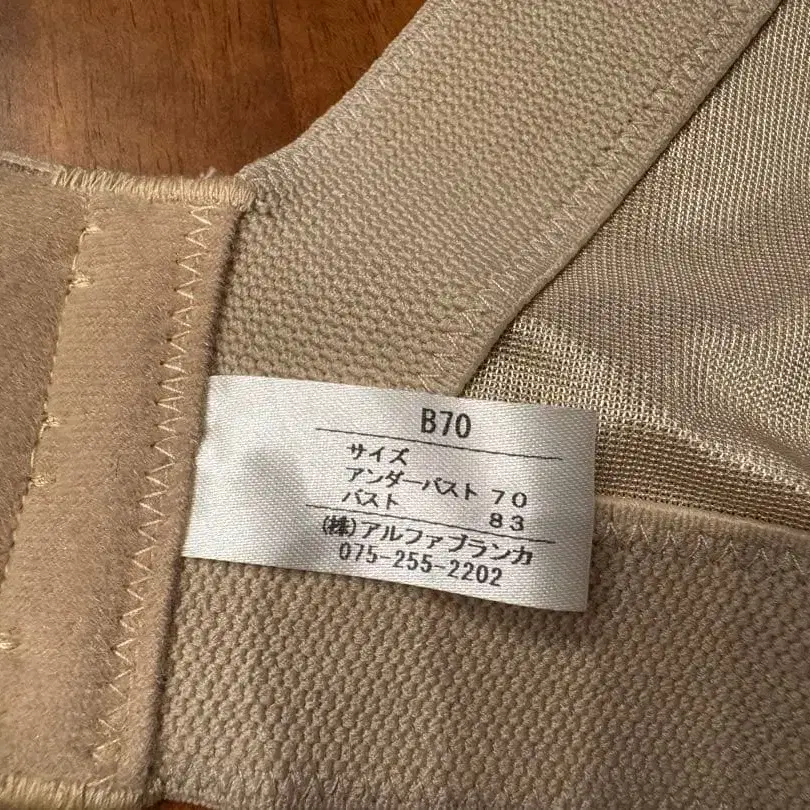 B70
サイズ
アンダーバスト 70
バスト 83
(株)アルファブランカ
075-255-2202